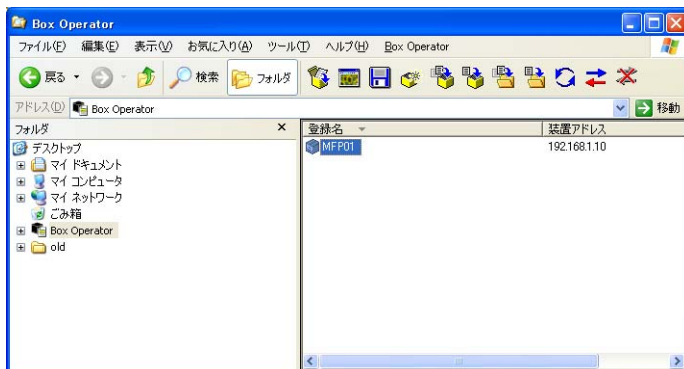 Box Operator
ファイル(F) 編集(E) 表示(V) お気に入り(A) ツール(T) ヘルプ(H) Box Operator
戻る 検索 フォルダ
アドレス(D) Box Operator 移動
フォルダ × 登録名 装置アドレス
デスクトップ MFP01 192.168.1.10
マイ ドキュメント
マイ コンピュータ
マイ ネットワーク
ごみ箱
Box Operator
old